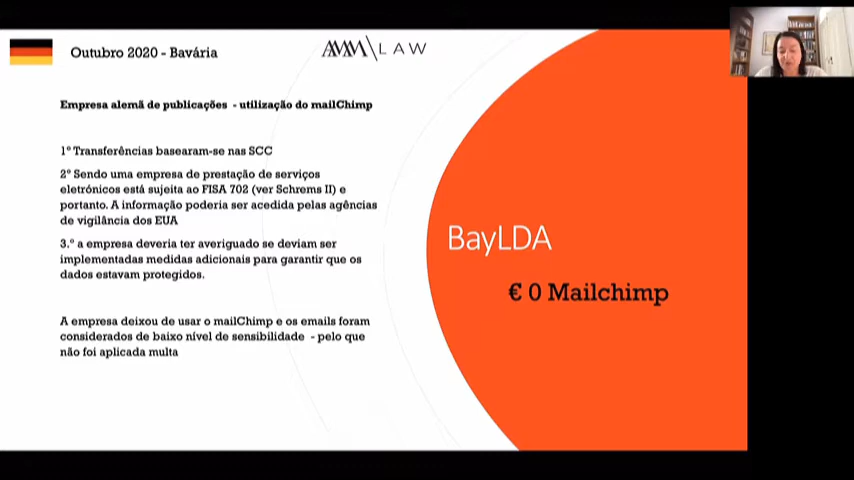 Outubro 2020 - Bavária
AMM\LAW
Empresa alemã de publicações - utilização do mailChimp
1º Transferências basearam-se nas SCC
2º Sendo uma empresa de prestação de serviços
eletrónicos está sujeita ao FISA 702 (ver Schrems II) e
portanto. A informação poderia ser acedida pelas agências
de vigilância dos EUA
3.º a empresa deveria ter averiguado se deviam ser
implementadas medidas adicionais para garantir que os
dados estavam protegidos.
A empresa deixou de usar o mailChimp e os emails foram
considerados de baixo nível de sensibilidade - pelo que
não foi aplicada multa
BayLDA
€ 0 Mailchimp